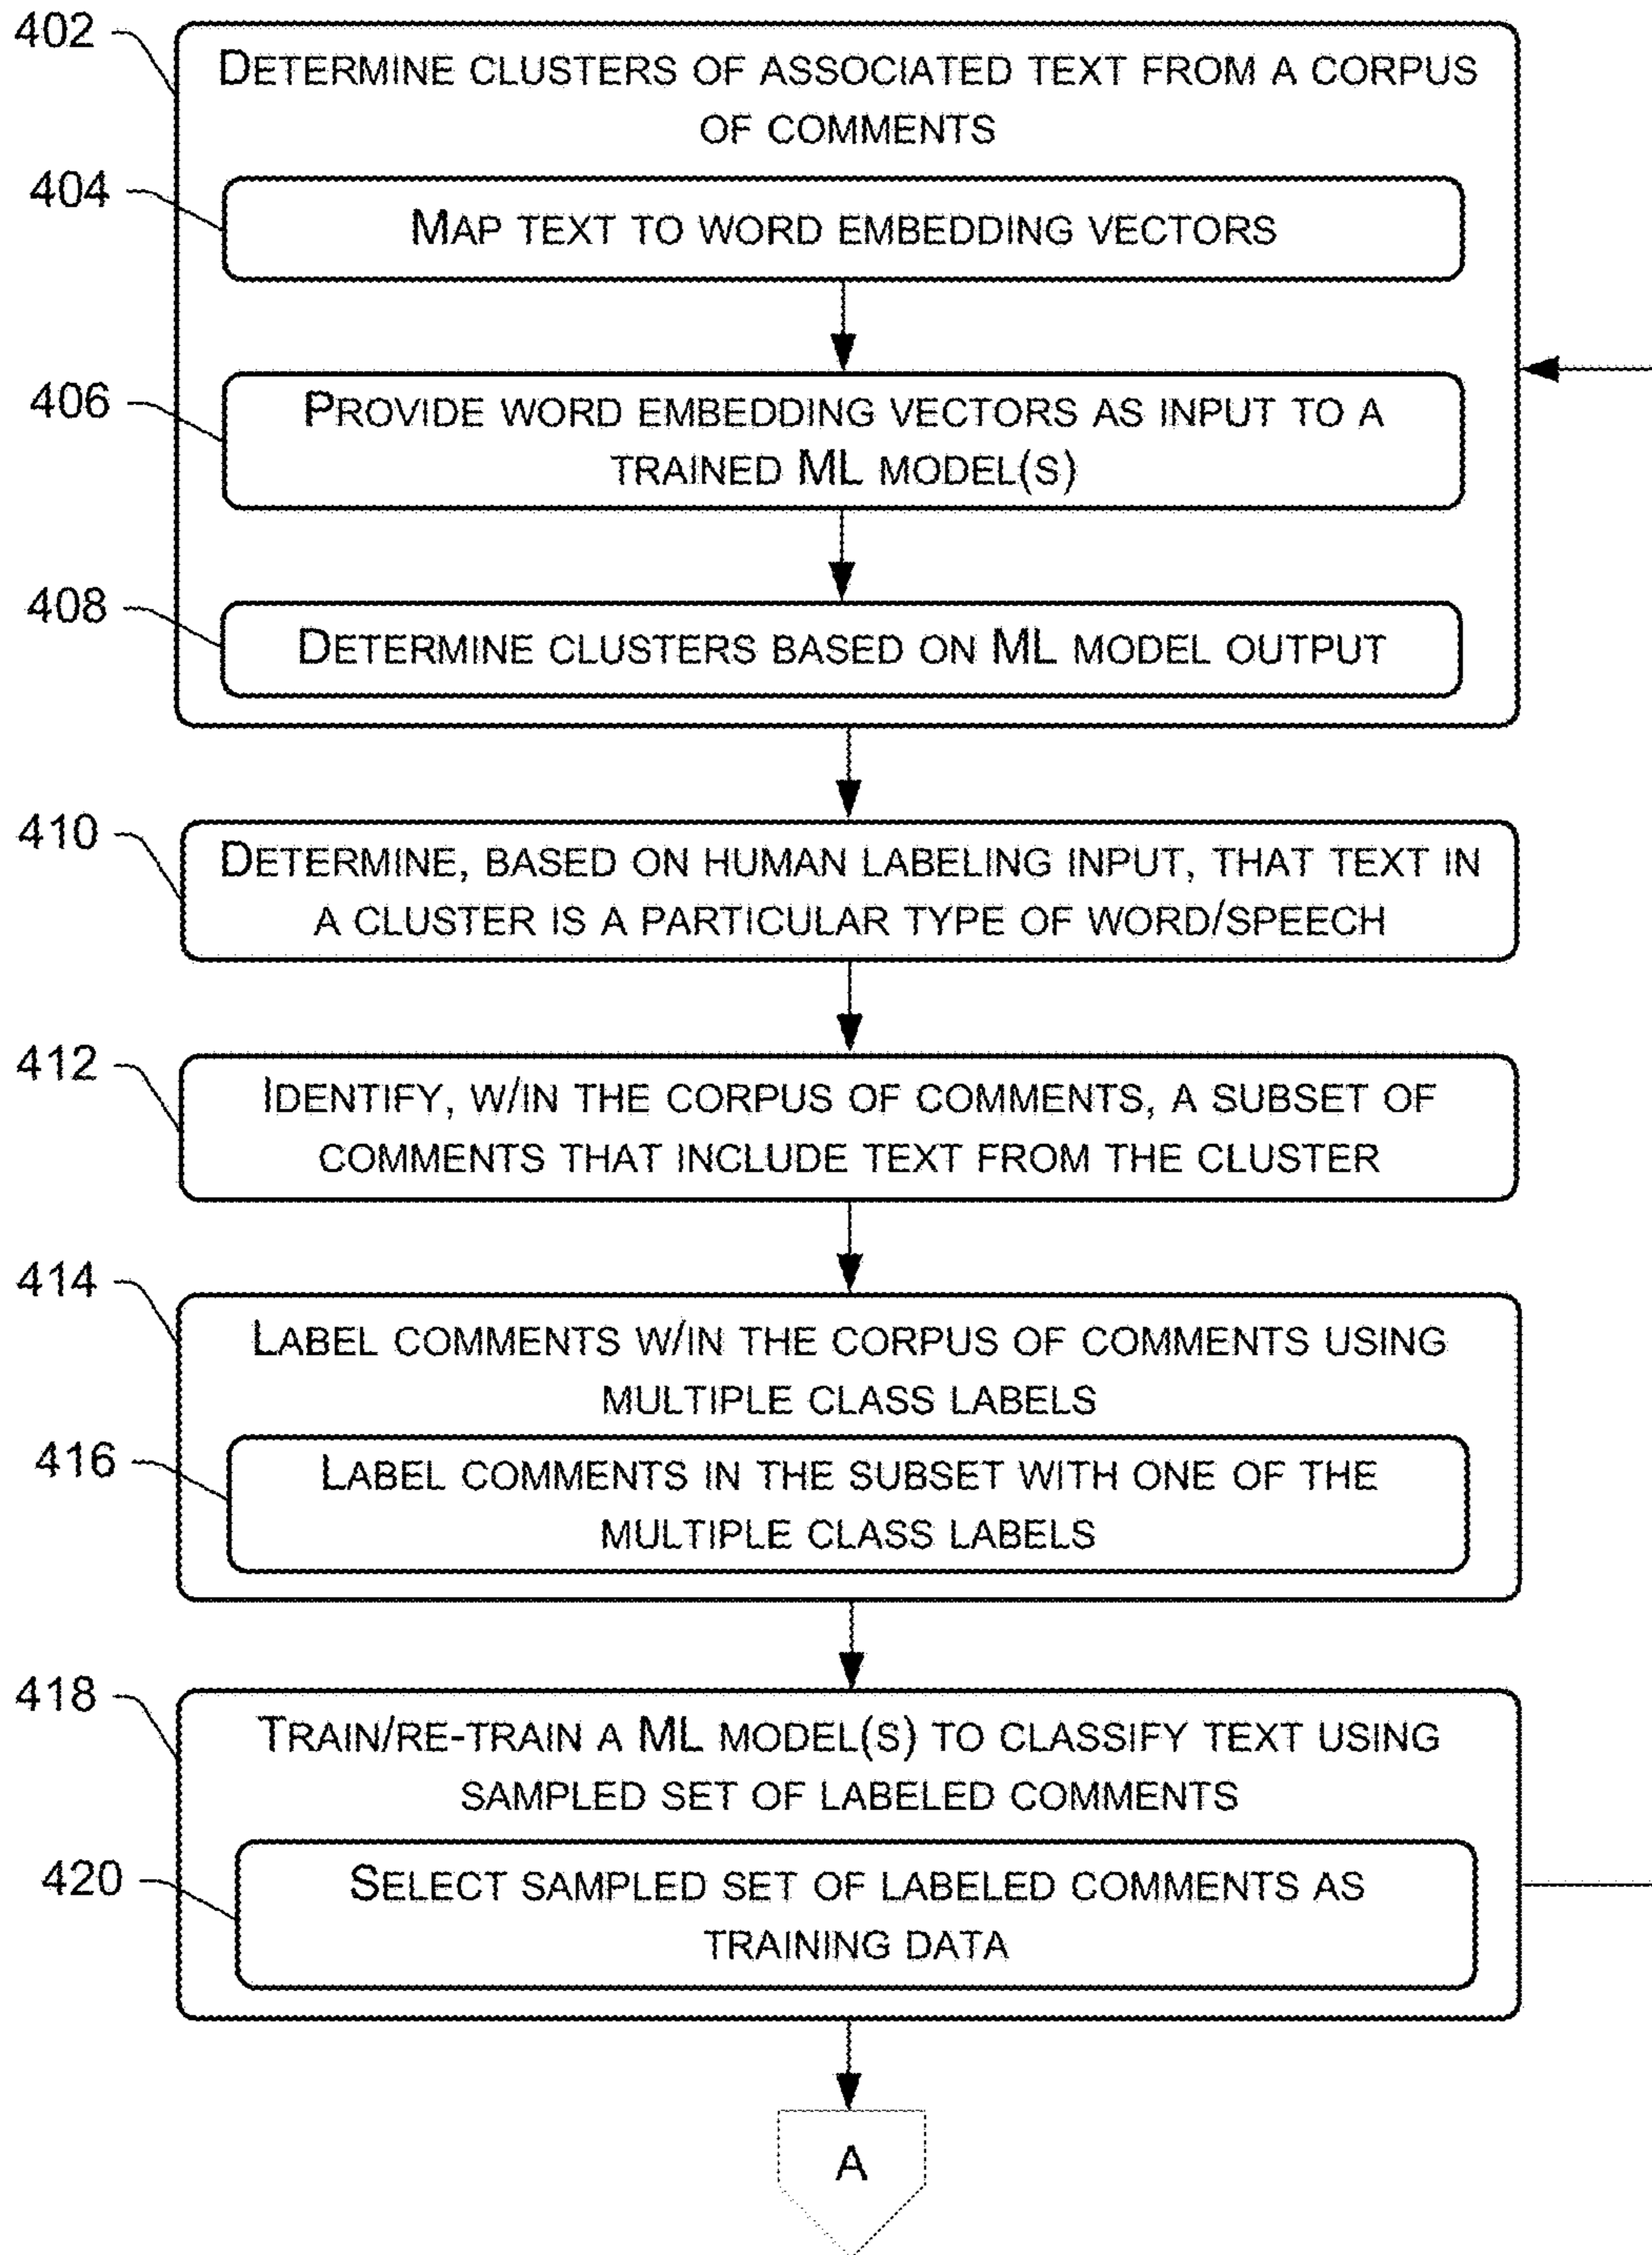 402
DETERMINE CLUSTERS OF ASSOCIATED TEXT FROM A CORPUS
OF COMMENTS
404
MAP TEXT TO WORD EMBEDDING VECTORS
406
PROVIDE WORD EMBEDDING VECTORS AS INPUT TO A
TRAINED ML MODEL(S)
408
DETERMINE CLUSTERS BASED ON ML MODEL OUTPUT
410
DETERMINE, BASED ON HUMAN LABELING INPUT, THAT TEXT IN
A CLUSTER IS A PARTICULAR TYPE OF WORD/SPEECH
412
IDENTIFY, W/IN THE CORPUS OF COMMENTS, A SUBSET OF
COMMENTS THAT INCLUDE TEXT FROM THE CLUSTER
414
LABEL COMMENTS W/IN THE CORPUS OF COMMENTS USING
MULTIPLE CLASS LABELS
416
LABEL COMMENTS IN THE SUBSET WITH ONE OF THE
MULTIPLE CLASS LABELS
418
TRAIN/RE-TRAIN A ML MODEL(S) TO CLASSIFY TEXT USING
SAMPLED SET OF LABELED COMMENTS
420
SELECT SAMPLED SET OF LABELED COMMENTS AS
TRAINING DATA
A